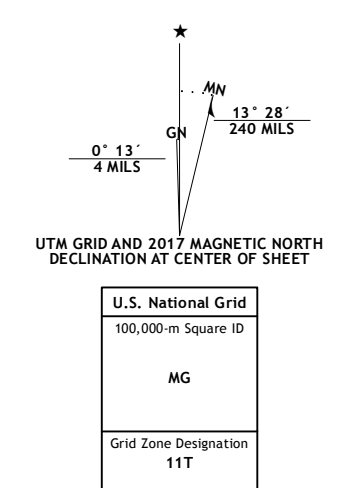 ★
MN
GN
13° 28´
240 MILS
0° 13´
4 MILS
UTM GRID AND 2017 MAGNETIC NORTH
DECLINATION AT CENTER OF SHEET
U.S. National Grid
100,000-m Square ID
MG
Grid Zone Designation
11T